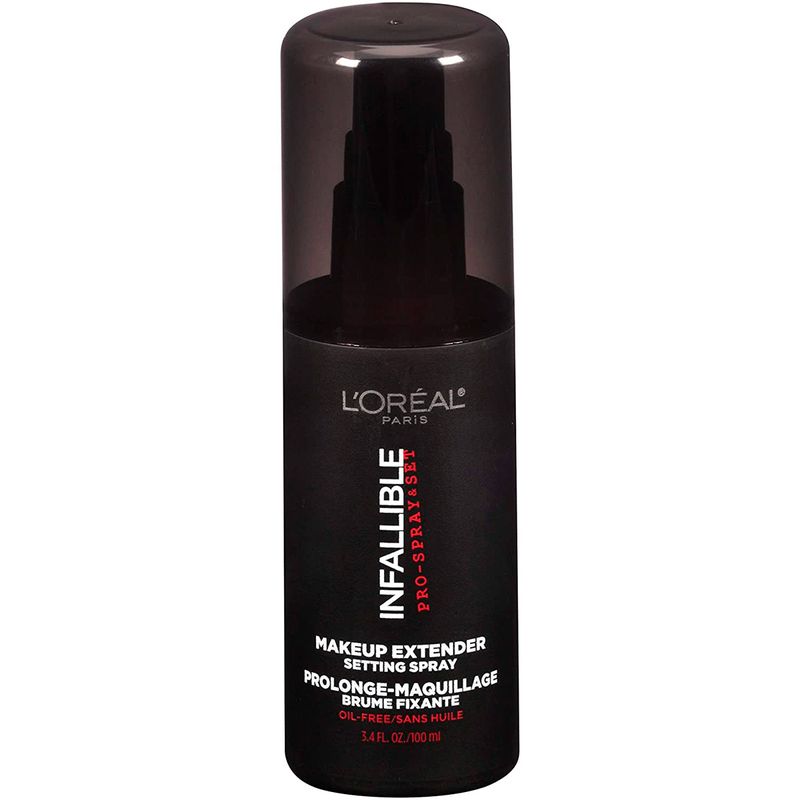 L'ORÉAL®
PARIS
INFALLIBLE
PRO-SPRAY&SET
MAKEUP EXTENDER
SETTING SPRAY
PROLONGE-MAQUILLAGE
BRUME FIXANTE
OIL-FREE/SANS HUILE
3.4 FL. OZ./100 ml